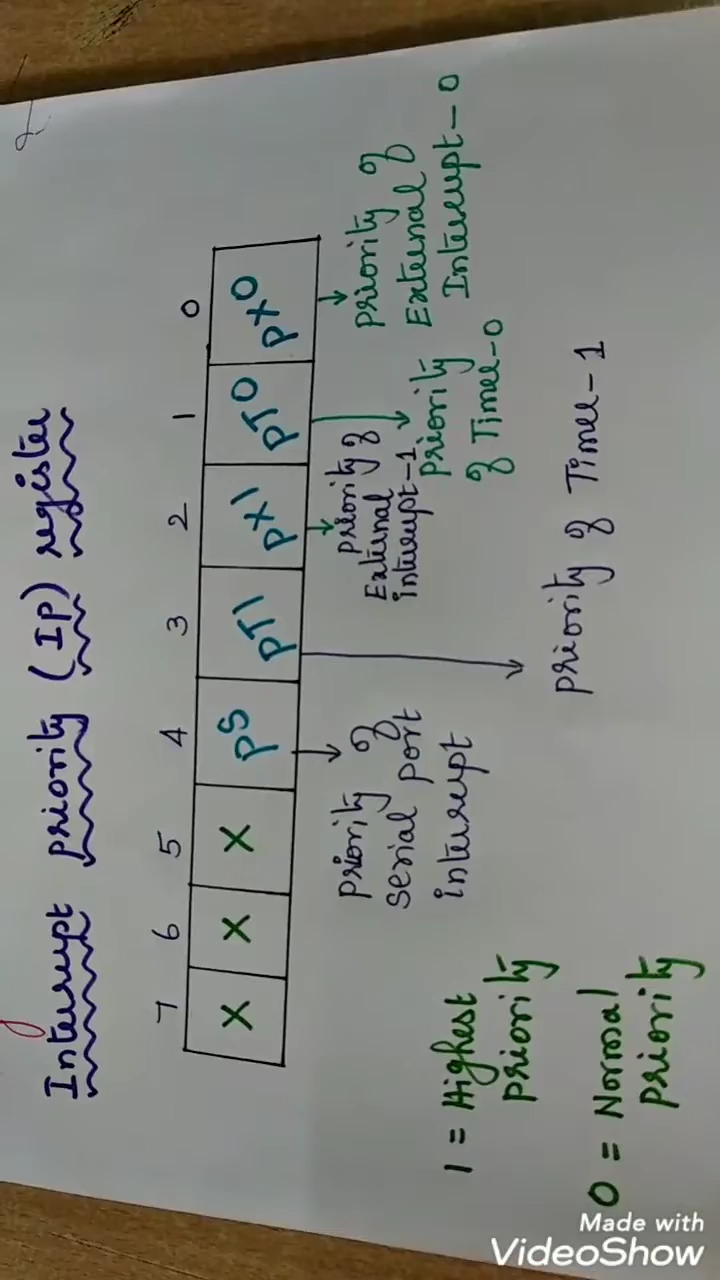 Interrupt priority (IP) register
7 6 5 4 3 2 1 0
X X X PS PT1 PX1 PT0 PX0
priority of
serial port
interrupt
priority of
External
interrupt-1
priority
of Timer-0
priority of
External
Interrupt-0
priority of Timer-1
1 = Highest
priority
0 = Normal
priority
Made with
VideoShow